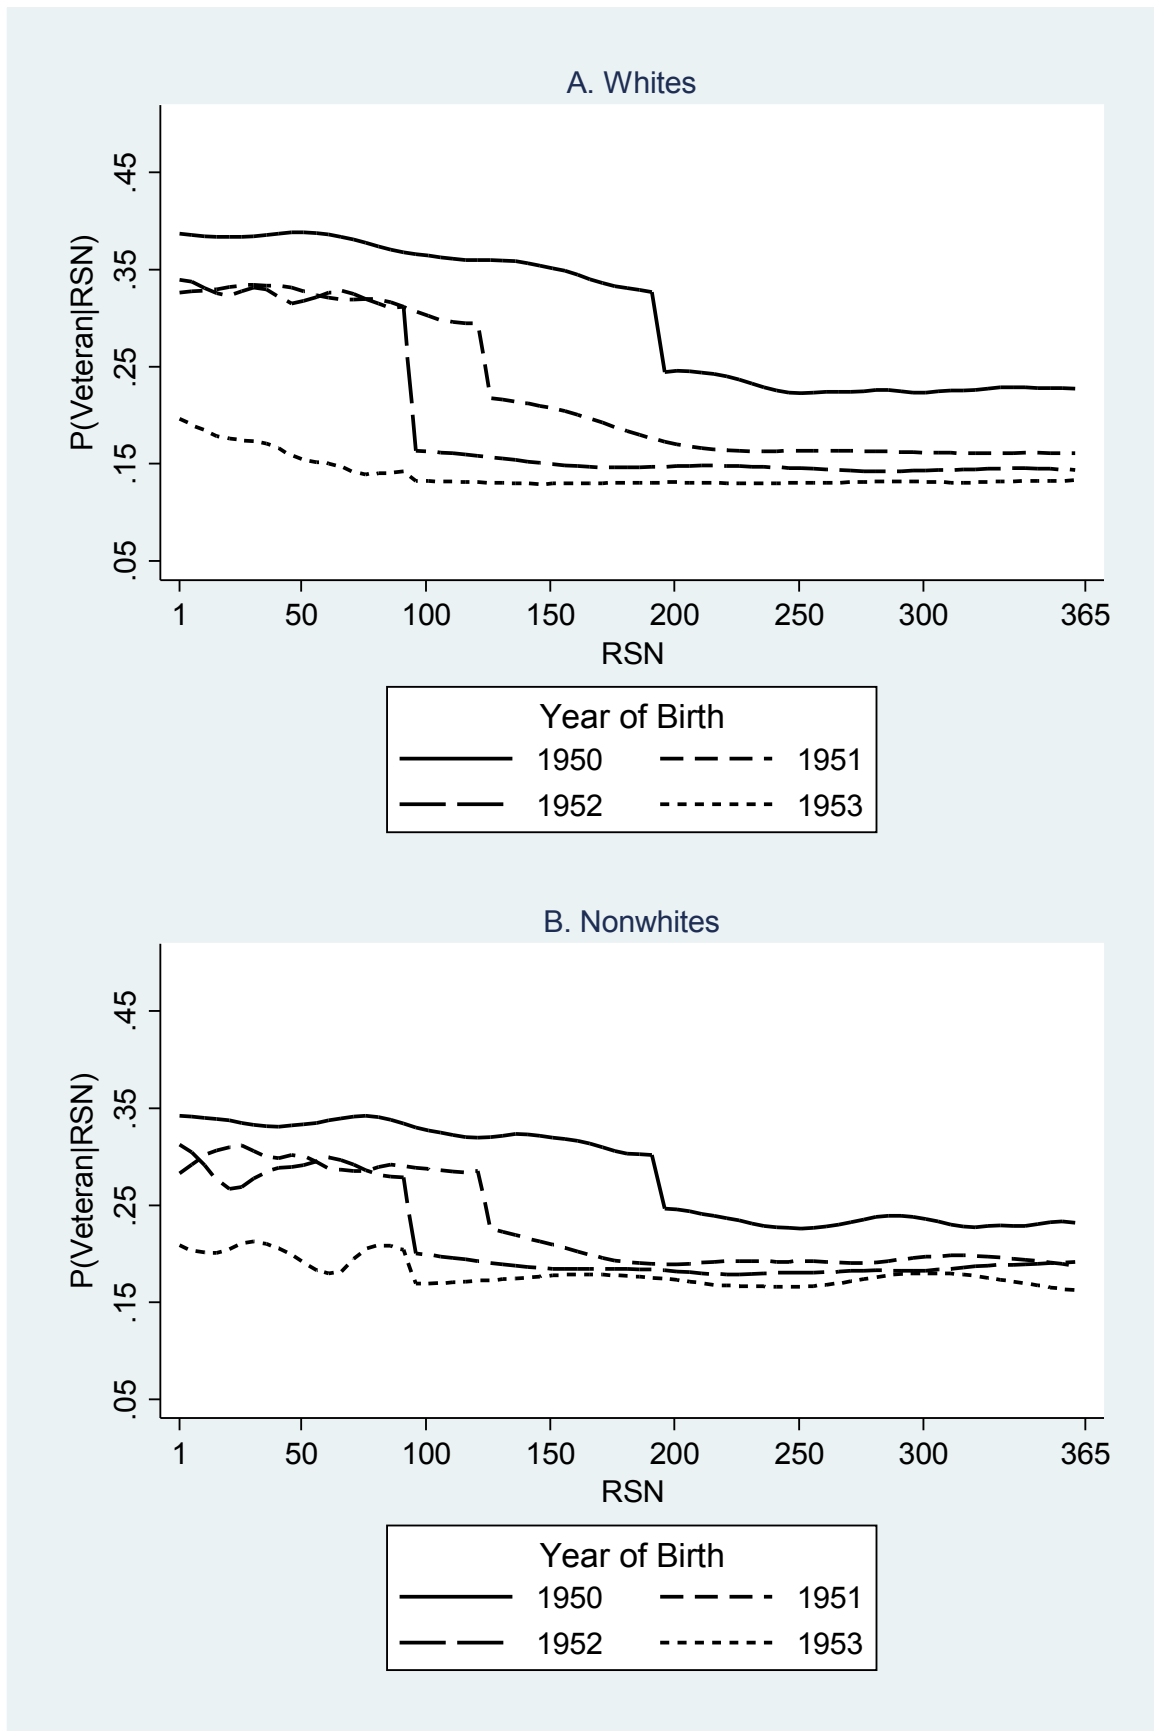 A. Whites
P(Veteran|RSN)
.45
.35
.25
.15
.05
1 50 100 150 200 250 300 365
RSN
Year of Birth
1950 1951
1952 1953
B. Nonwhites
P(Veteran|RSN)
.45
.35
.25
.15
.05
1 50 100 150 200 250 300 365
RSN
Year of Birth
1950 1951
1952 1953